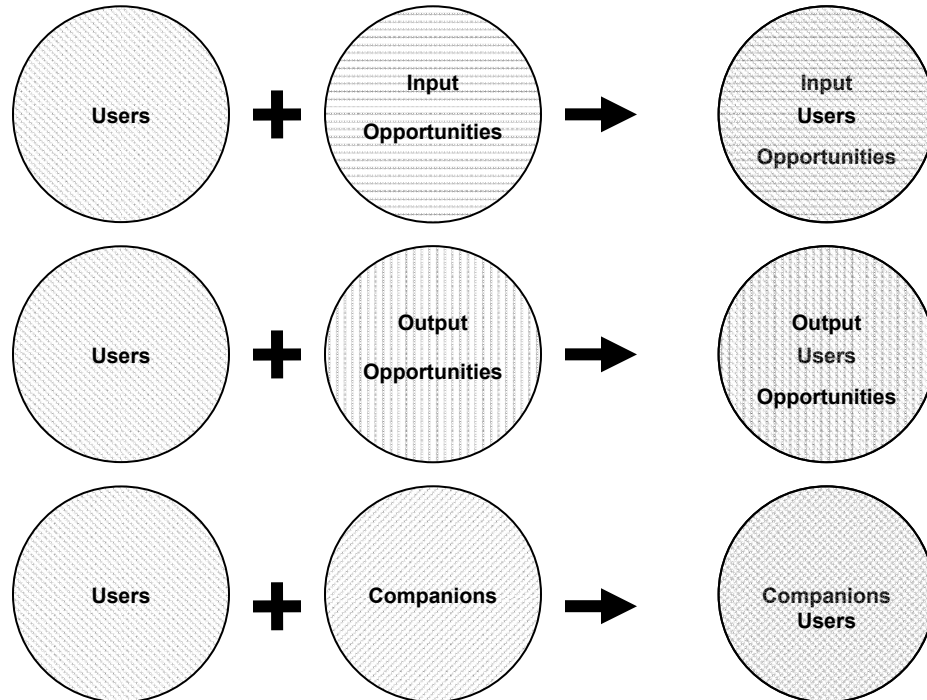 Users
Input
Opportunities
Input
Users
Opportunities
Users
Output
Opportunities
Output
Users
Opportunities
Users
Companions
Companions
Users